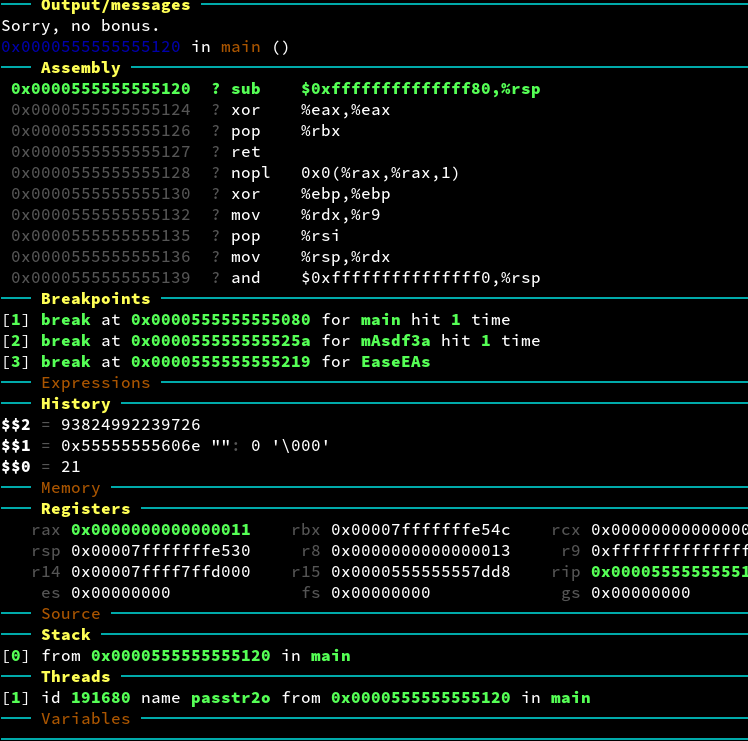 Output/messages
Sorry, no bonus.
0x0000555555555120 in main ()
Assembly
0x0000555555555120 ? sub $0xffffffffffffff80,%rsp
0x0000555555555124 ? xor %eax,%eax
0x0000555555555126 ? pop %rbx
0x0000555555555127 ? ret
0x0000555555555128 ? nopl 0x0(%rax,%rax,1)
0x0000555555555130 ? xor %ebp,%ebp
0x0000555555555132 ? mov %rdx,%r9
0x0000555555555135 ? pop %rsi
0x0000555555555136 ? mov %rsp,%rdx
0x0000555555555139 ? and $0xfffffffffffffff0,%rsp
Breakpoints
[1] break at 0x0000555555555080 for main hit 1 time
[2] break at 0x000055555555525a for mAsdf3a hit 1 time
[3] break at 0x0000555555555219 for EaseEAs
Expressions
History
$$2 = 93824992239726
$$1 = 0x55555555606e "": 0 '\000'
$$0 = 21
Memory
Registers
rax 0x0000000000000011 rbx 0x00007fffffffe54c rcx 0x00000000000000
rsp 0x00007fffffffe530 r8 0x0000000000000013 r9 0xffffffffffffff
r14 0x00007ffff7ffd000 r15 0x0000555555557dd8 rip 0x00005555555551
es 0x00000000 fs 0x00000000 gs 0x00000000
Source
Stack
[0] from 0x0000555555555120 in main
Threads
[1] id 191680 name passtr2o from 0x0000555555555120 in main
Variables